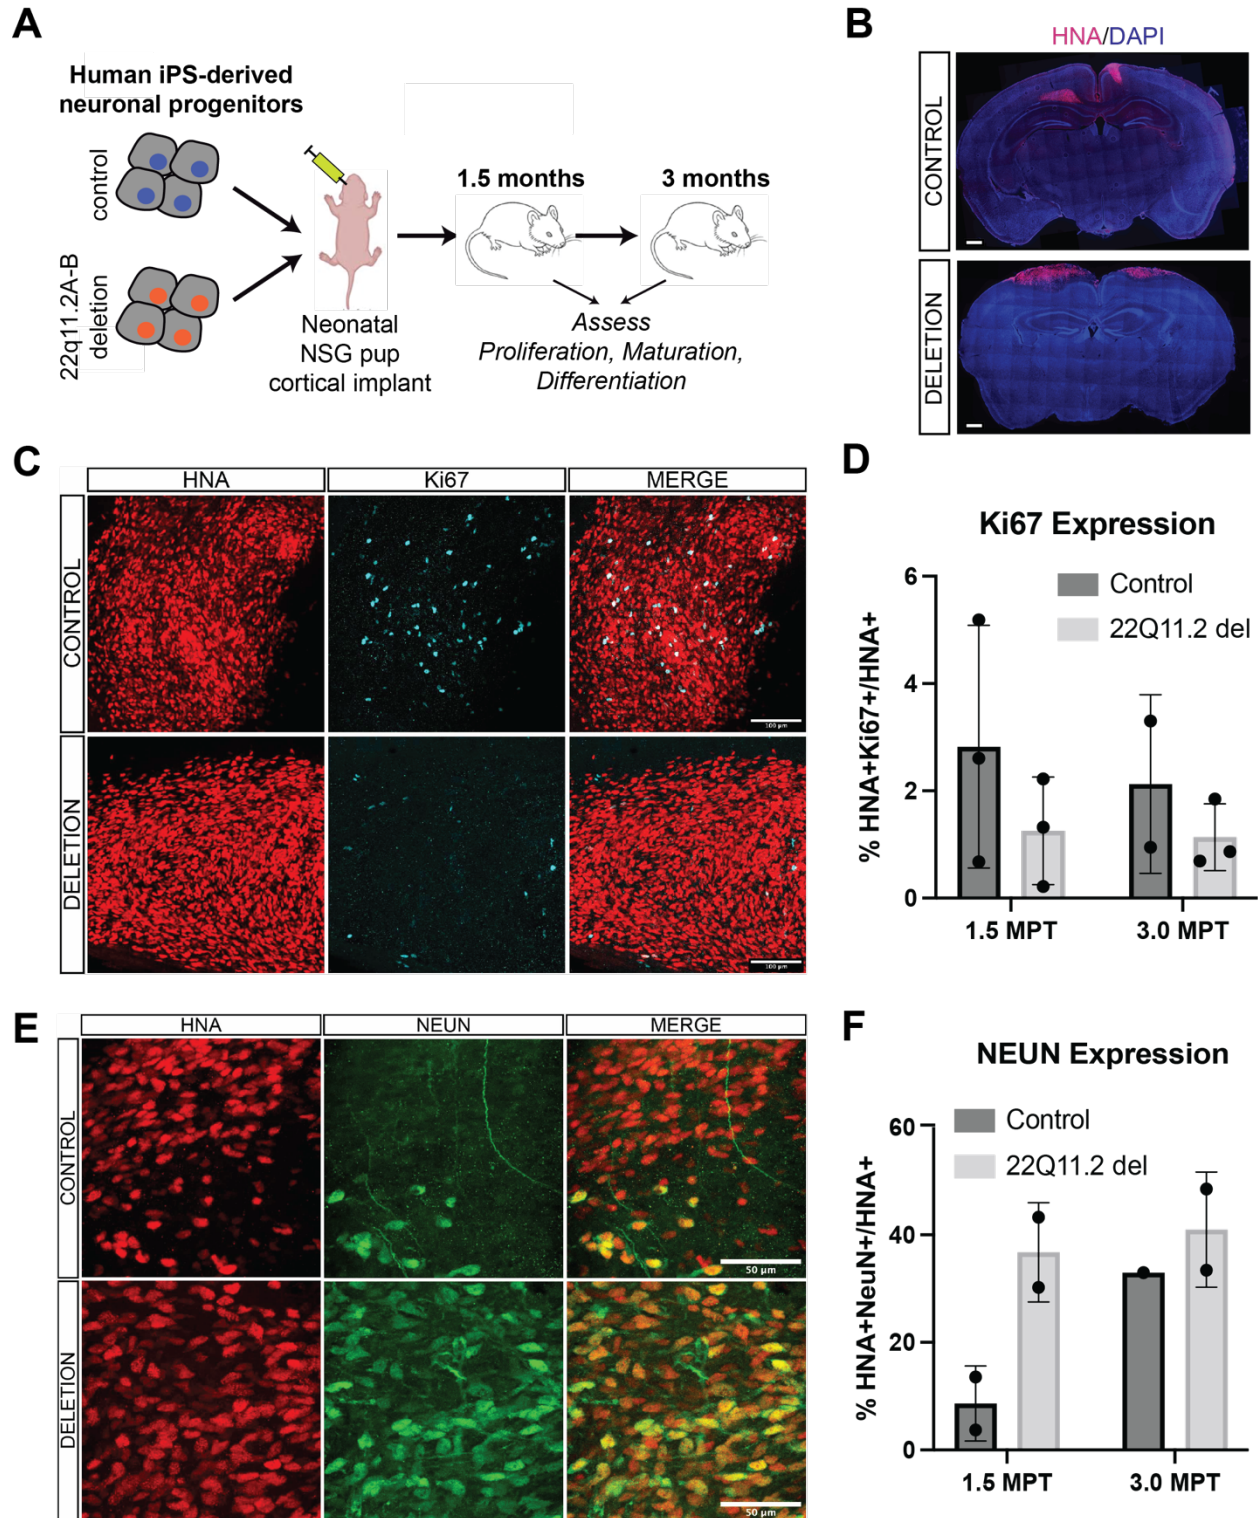 A
Human iPS-derived
neuronal progenitors
control
22q11.2A-B
deletion
Neonatal
NSG pup
cortical implant
1.5 months
3 months
Assess
Proliferation, Maturation,
Differentiation
B
HNA/DAPI
CONTROL
DELETION
C
HNA
Ki67
MERGE
CONTROL
100 µm
DELETION
100 µm
D
Ki67 Expression
% HNA+Ki67+/HNA+
6
4
2
0
Control
22Q11.2 del
1.5 MPT
3.0 MPT
E
HNA
NEUN
MERGE
CONTROL
50 µm
DELETION
50 µm
F
NEUN Expression
% HNA+NeuN+/HNA+
60
40
20
0
Control
22Q11.2 del
1.5 MPT
3.0 MPT